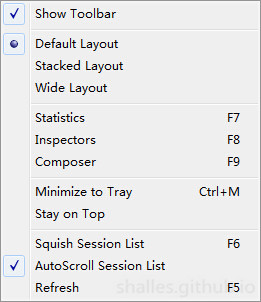 Show Toolbar
Default Layout
Stacked Layout
Wide Layout
Statistics F7
Inspectors F8
Composer F9
Minimize to Tray Ctrl+M
Stay on Top
Squish Session List F6
AutoScroll Session List
Refresh F5
shalles.github.io